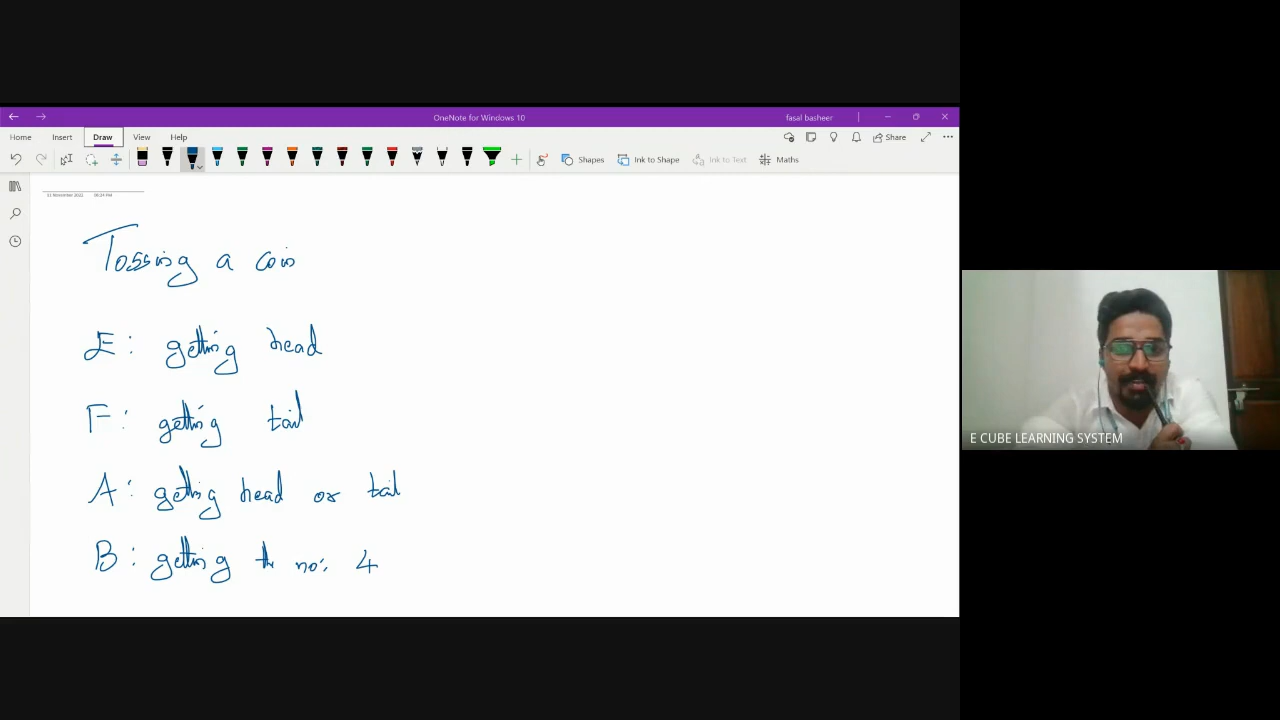 OneNote for Windows 10
fasal basheer
Home Insert Draw View Help
Share
Shapes Ink to Shape Ink to Text Maths
Tossing a coin
E: getting head
F: getting tail
A: getting head or tail
B: getting the no: 4
E CUBE LEARNING SYSTEM